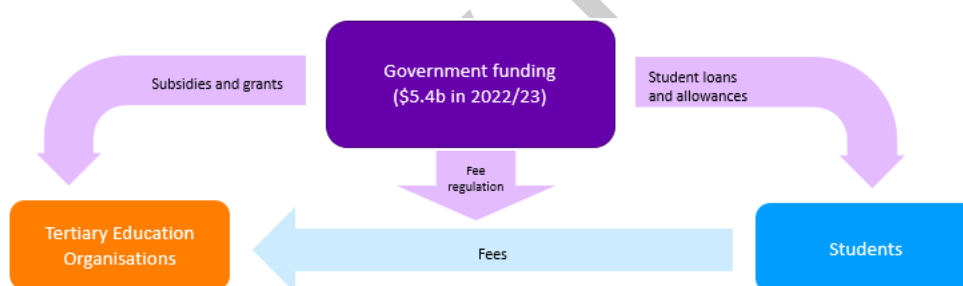 Government funding
($5.4b in 2022/23)
Subsidies and grants
Student loans
and allowances
Fee
regulation
Tertiary Education
Organisations
Fees
Students